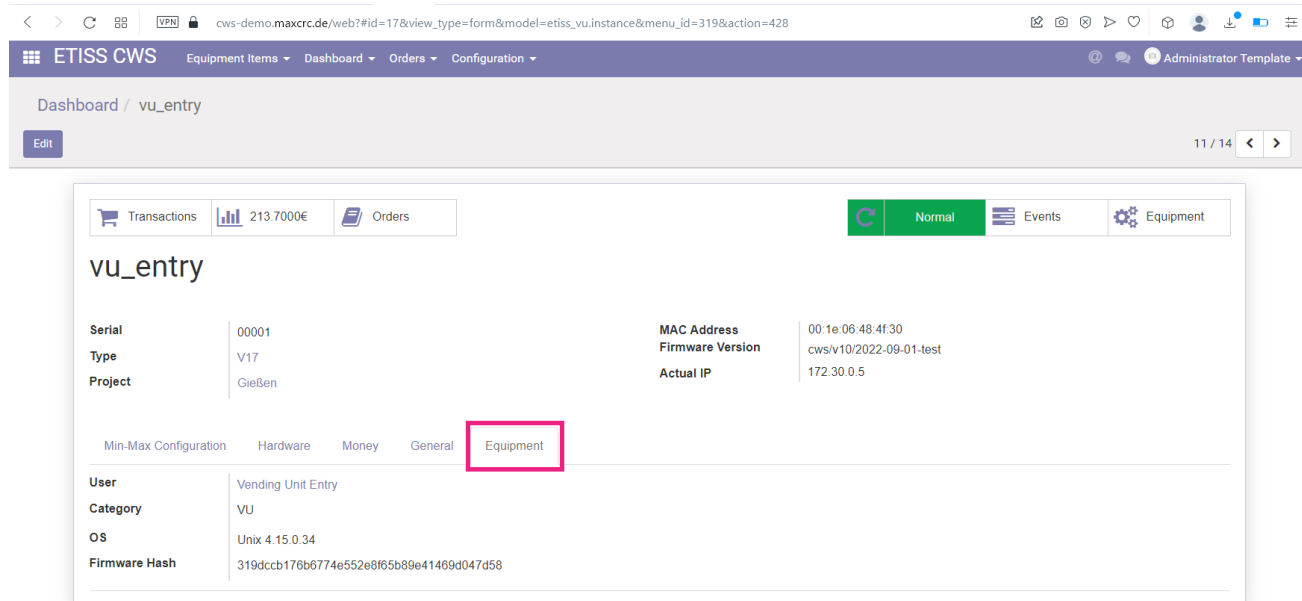 VPN cws-demo.maxcrc.de/web?#id=17&view_type=form&model=etiss_vu.instance&menu_id=319&action=428
ETISS CWS Equipment Items Dashboard Orders Configuration @ Administrator Template
Dashboard / vu_entry
Edit 11 / 14
Transactions 213.7000€ Orders Normal Events Equipment
vu_entry
Serial 00001 MAC Address 00:1e:06:48:4f:30
Type V17 Firmware Version cws/v10/2022-09-01-test
Project Gießen Actual IP 172.30.0.5
Min-Max Configuration Hardware Money General Equipment
User Vending Unit Entry
Category VU
OS Unix 4.15.0.34
Firmware Hash 319dccb176b6774e552e8f65b89e41469d047d58